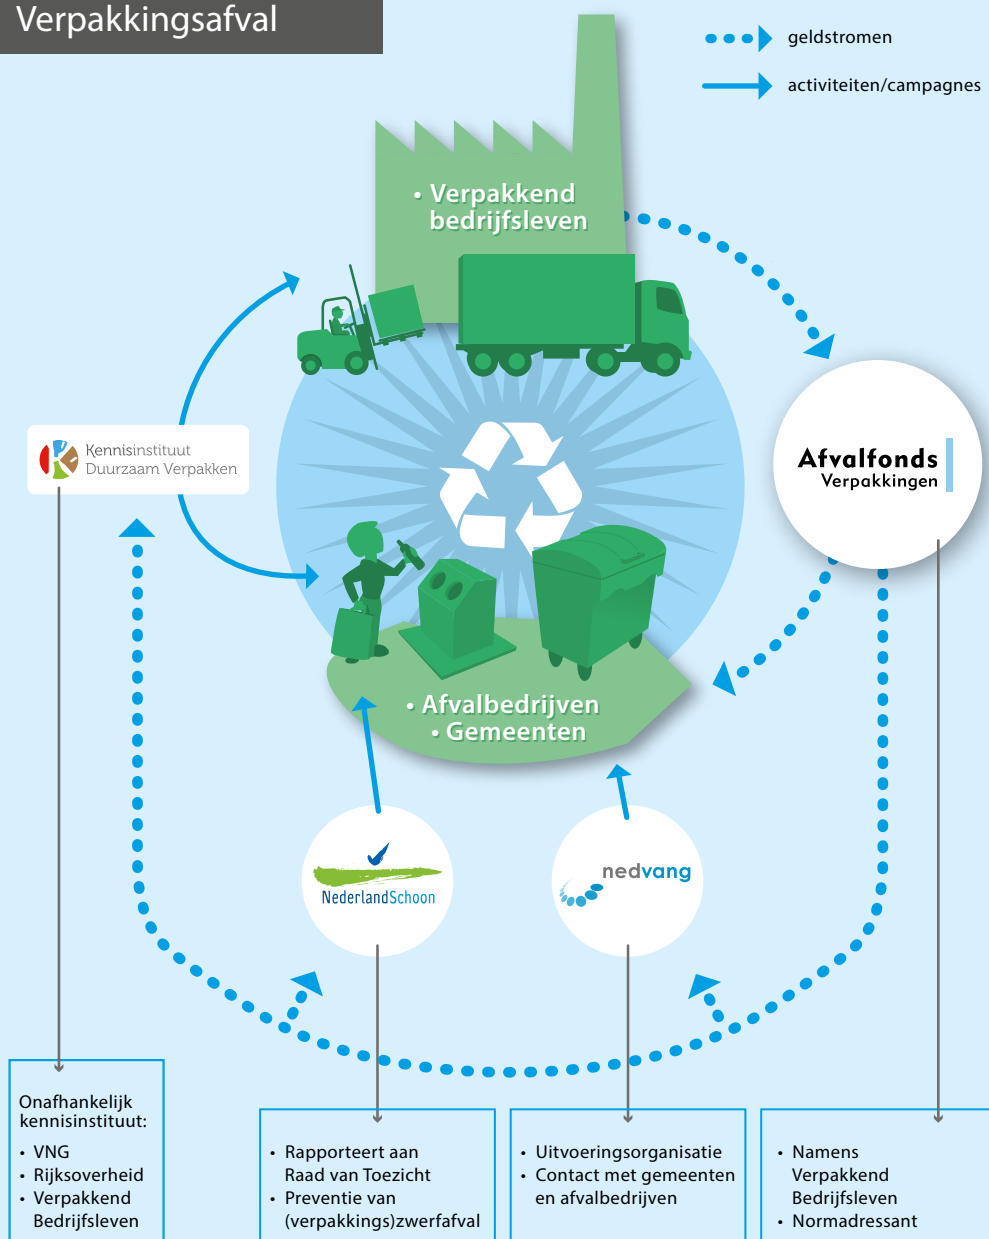 Verpakkingsafval
geldstromen
activiteiten/campagnes
• Verpakkend
bedrijfsleven
Kennisinstituut
Duurzaam Verpakken
Afvalfonds
Verpakkingen
• Afvalbedrijven
• Gemeenten
NederlandSchoon
nedvang
Onafhankelijk
kennisinstituut:
• VNG
• Rijksoverheid
• Verpakkend
Bedrijfsleven
• Rapporteert aan
Raad van Toezicht
• Preventie van
(verpakkings)zwerfafval
• Uitvoeringsorganisatie
• Contact met gemeenten
en afvalbedrijven
• Namens
Verpakkend
Bedrijfsleven
• Normadressant